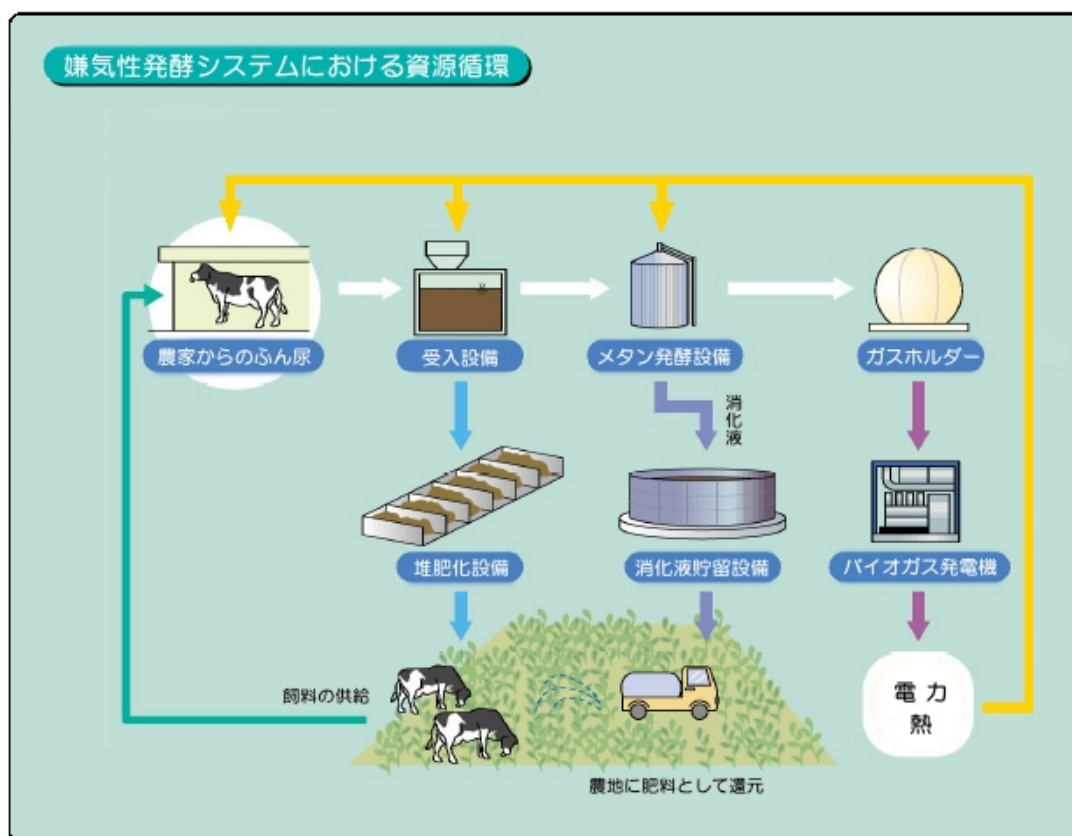 嫌気性発酵システムにおける資源循環
農家からのふん尿
受入設備
メタン発酵設備
ガスホルダー
消化液
堆肥化設備
消化液貯留設備
バイオガス発電機
飼料の供給
電力
熱
農地に肥料として還元